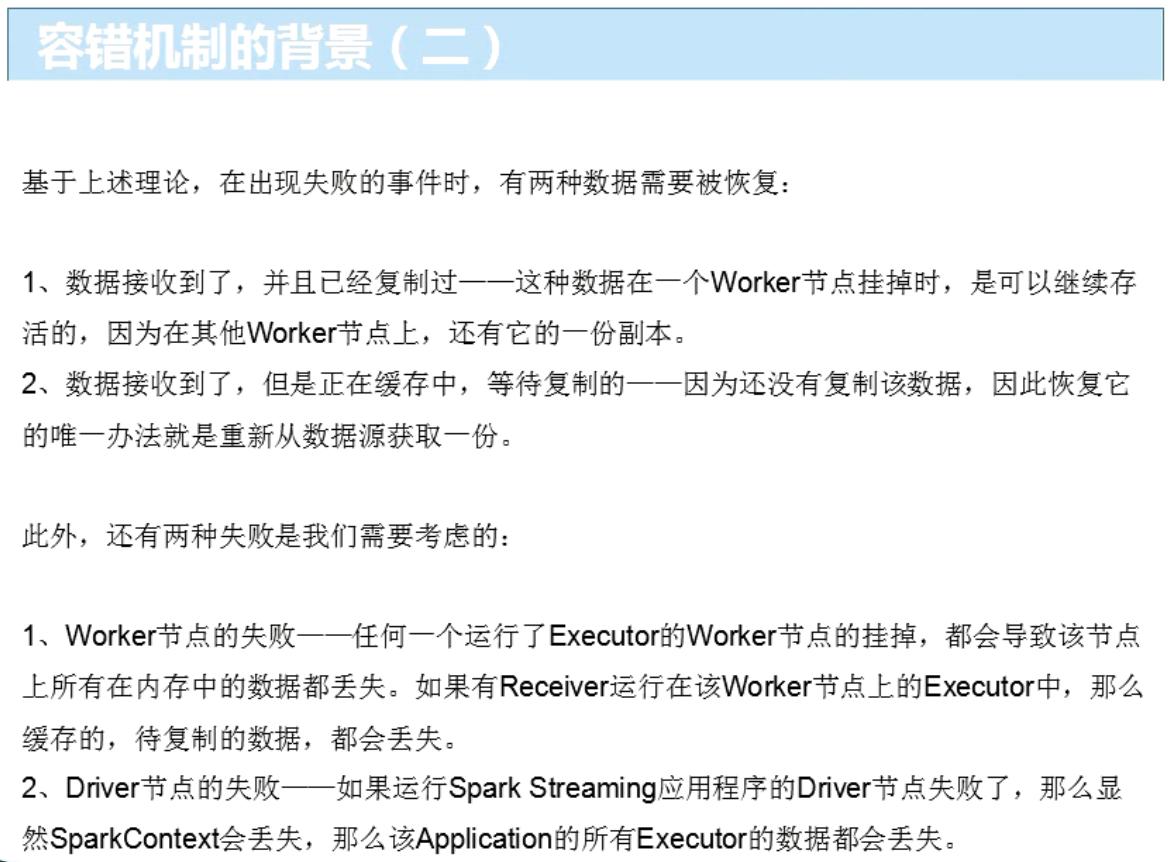 容错机制的背景（二）
基于上述理论，在出现失败的事件时，有两种数据需要被恢复：
1、数据接收到了，并且已经复制过——这种数据在一个Worker节点挂掉时，是可以继续存
活的，因为在其他Worker节点上，还有它的一份副本。
2、数据接收到了，但是正在缓存中，等待复制的——因为还没有复制该数据，因此恢复它
的唯一办法就是重新从数据源获取一份。
此外，还有两种失败是我们需要考虑的：
1、Worker节点的失败——任何一个运行了Executor的Worker节点的挂掉，都会导致该节点
上所有在内存中的数据都丢失。如果有Receiver运行在该Worker节点上的Executor中，那么
缓存的，待复制的数据，都会丢失。
2、Driver节点的失败——如果运行Spark Streaming应用程序的Driver节点失败了，那么显
然SparkContext会丢失，那么该Application的所有Executor的数据都会丢失。